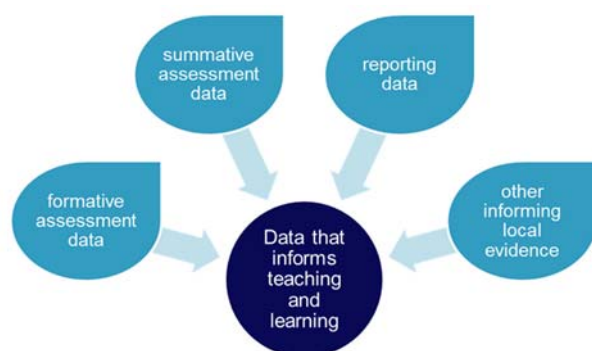 summative
assessment
data
reporting
data
formative
assessment
data
other
informing
local
evidence
Data that
informs
teaching
and
learning